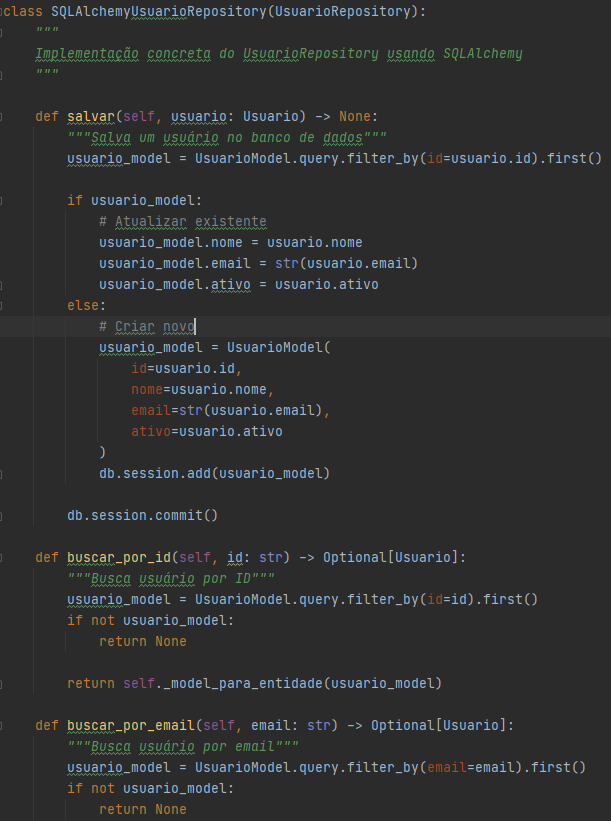 class SQLAlchemyUsuarioRepository(UsuarioRepository):
    """
    Implementação concreta do UsuarioRepository usando SQLAlchemy
    """

    def salvar(self, usuario: Usuario) -> None:
        """Salva um usuário no banco de dados"""
        usuario_model = UsuarioModel.query.filter_by(id=usuario.id).first()

        if usuario_model:
            # Atualizar existente
            usuario_model.nome = usuario.nome
            usuario_model.email = str(usuario.email)
            usuario_model.ativo = usuario.ativo
        else:
            # Criar novo
            usuario_model = UsuarioModel(
                id=usuario.id,
                nome=usuario.nome,
                email=str(usuario.email),
                ativo=usuario.ativo
            )
            db.session.add(usuario_model)

        db.session.commit()

    def buscar_por_id(self, id: str) -> Optional[Usuario]:
        """Busca usuário por ID"""
        usuario_model = UsuarioModel.query.filter_by(id=id).first()
        if not usuario_model:
            return None

        return self._model_para_entidade(usuario_model)

    def buscar_por_email(self, email: str) -> Optional[Usuario]:
        """Busca usuário por email"""
        usuario_model = UsuarioModel.query.filter_by(email=email).first()
        if not usuario_model:
            return None